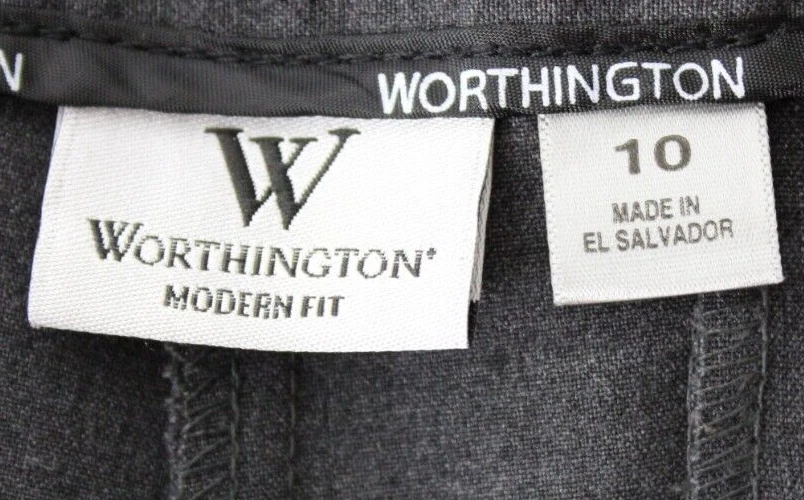 N WORTHINGTON
W
WORTHINGTON
MODERN FIT
10
MADE IN
EL SALVADOR